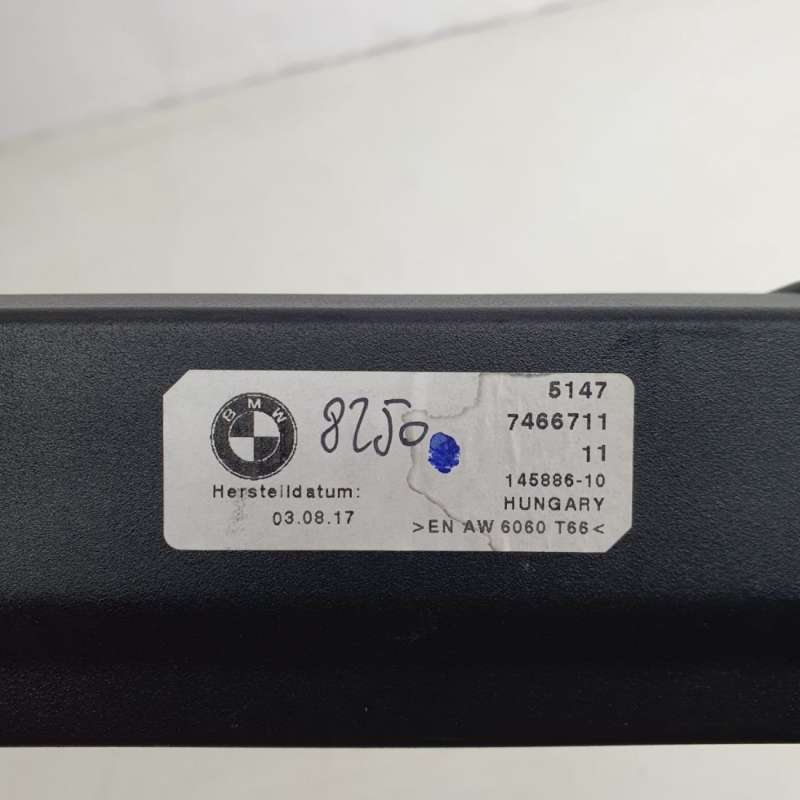 BMW
8250
5147
7466711
11
145886-10
HUNGARY
>EN AW 6060 T66<
Herstelldatum:
03.08.17